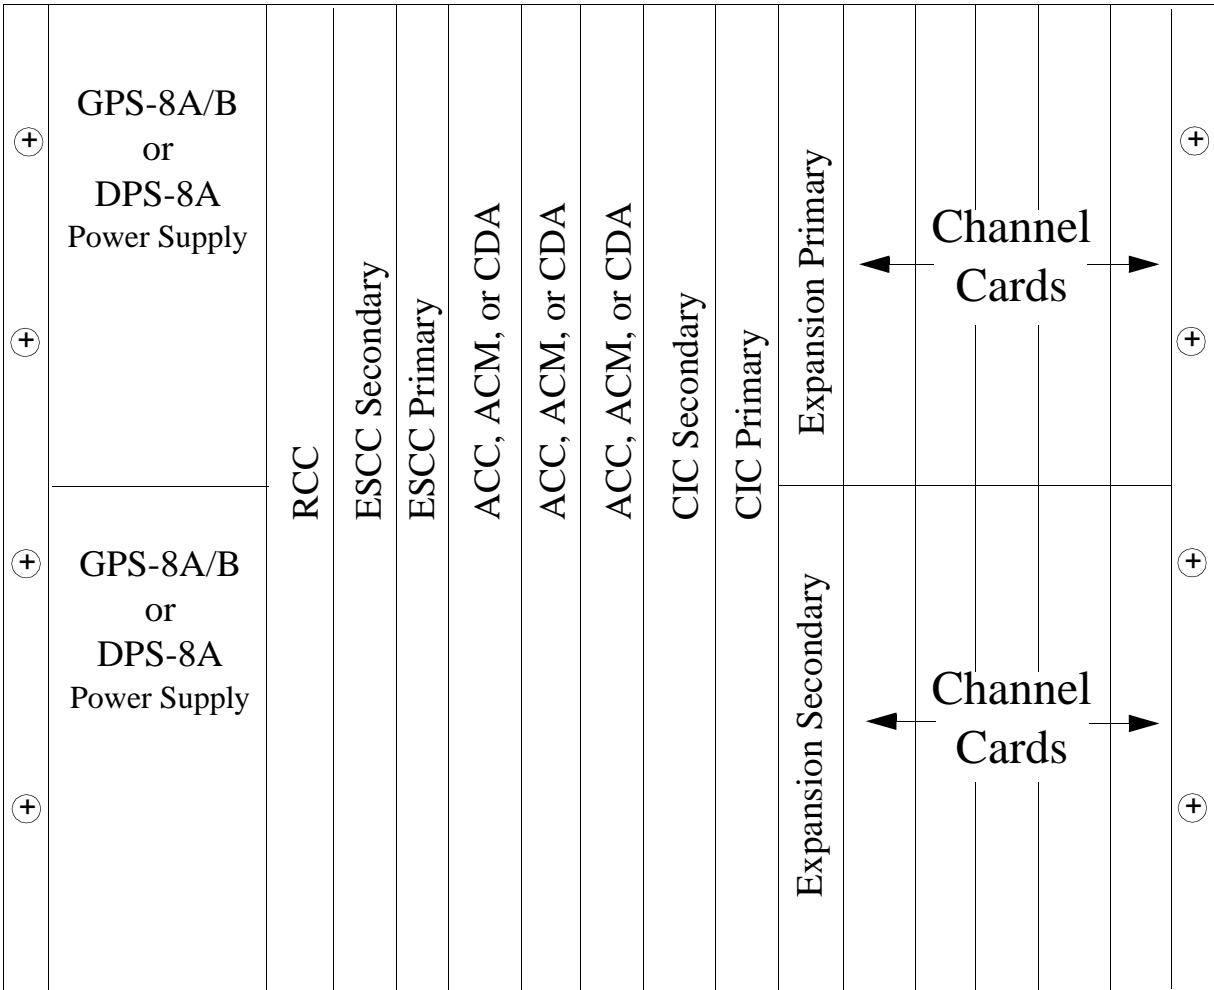 GPS-8A/B
or
DPS-8A
Power Supply
GPS-8A/B
or
DPS-8A
Power Supply
RCC
ESCC Secondary
ESCC Primary
ACC, ACM, or CDA
ACC, ACM, or CDA
ACC, ACM, or CDA
CIC Secondary
CIC Primary
Expansion Primary
Expansion Secondary
Channel
Cards
Channel
Cards